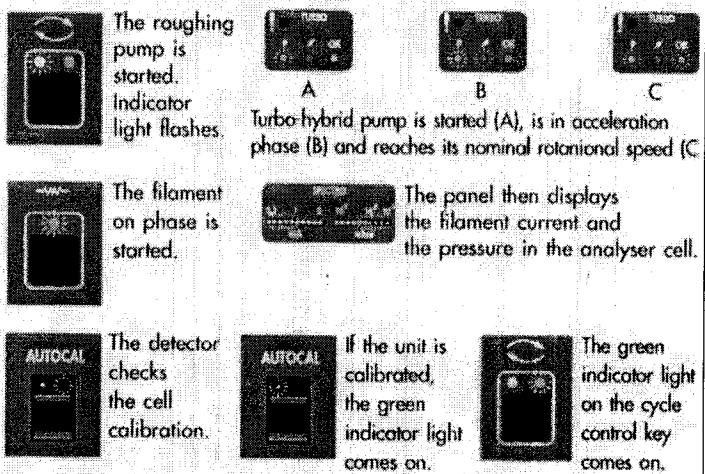 The roughing
pump is
started.
Indicator
light flashes.
TURBO
TURBO
TURBO
A
B
C
Turbo-hybrid pump is started (A), is in acceleration
phase (B) and reaches its nominal rotanional speed (C
The filament
on phase is
started.
The panel then displays
the filament current and
the pressure in the analyser cell.
AUTOCAL
The detector
checks
the cell
calibration.
AUTOCAL
If the unit is
calibrated,
the green
indicator light
comes on.
The green
indicator light
on the cycle
control key
comes on.